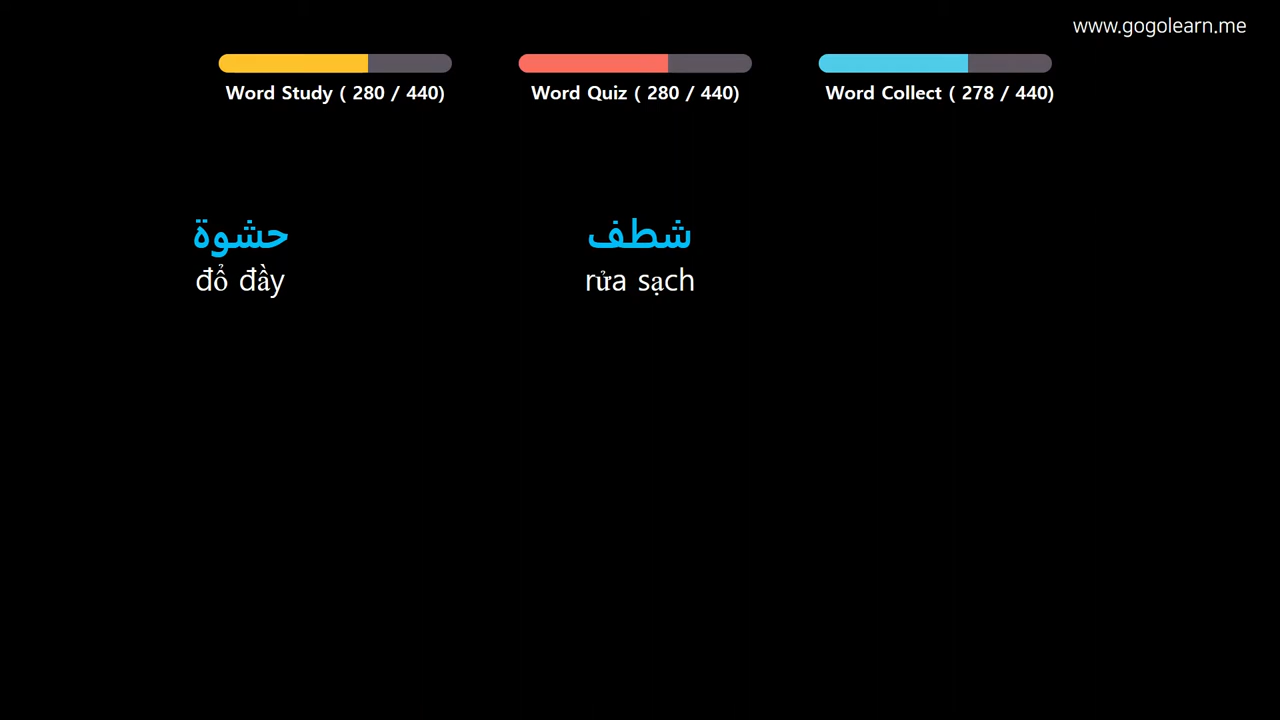 www.gogolearn.me
Word Study ( 280 / 440)
Word Quiz ( 280 / 440)
Word Collect ( 278 / 440)
حشوة
đổ đầy
شطف
rửa sạch